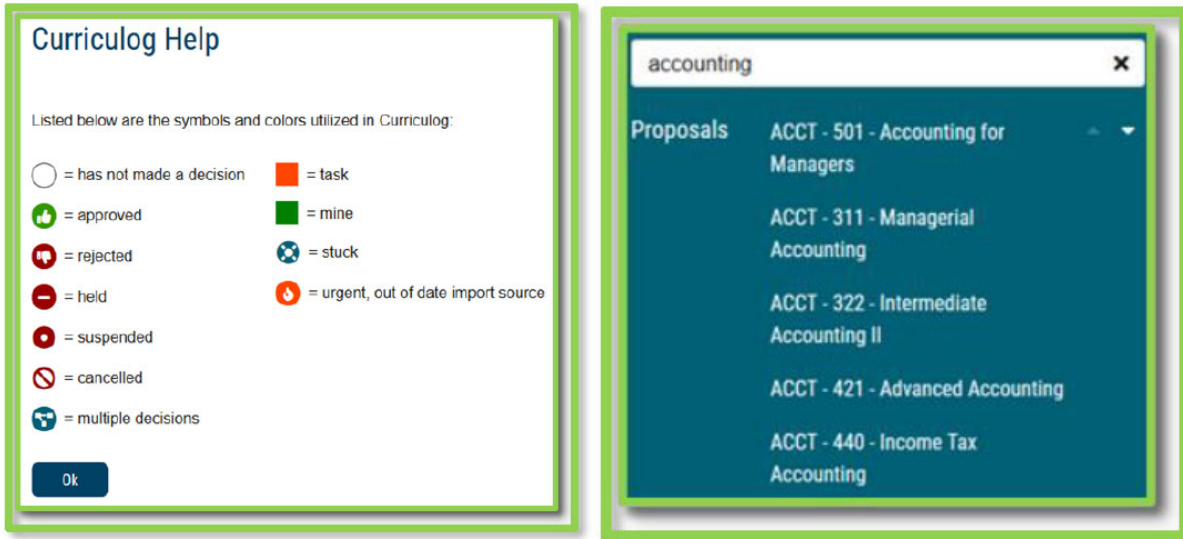 Curriculog Help
Listed below are the symbols and colors utilized in Curriculog:
= has not made a decision
= approved
= rejected
= held
= suspended
= cancelled
= multiple decisions
= task
= mine
= stuck
= urgent, out of date import source
Ok
accounting
Proposals
ACCT - 501 - Accounting for
Managers
ACCT - 311 - Managerial
Accounting
ACCT - 322 - Intermediate
Accounting II
ACCT - 421 - Advanced Accounting
ACCT - 440 - Income Tax
Accounting